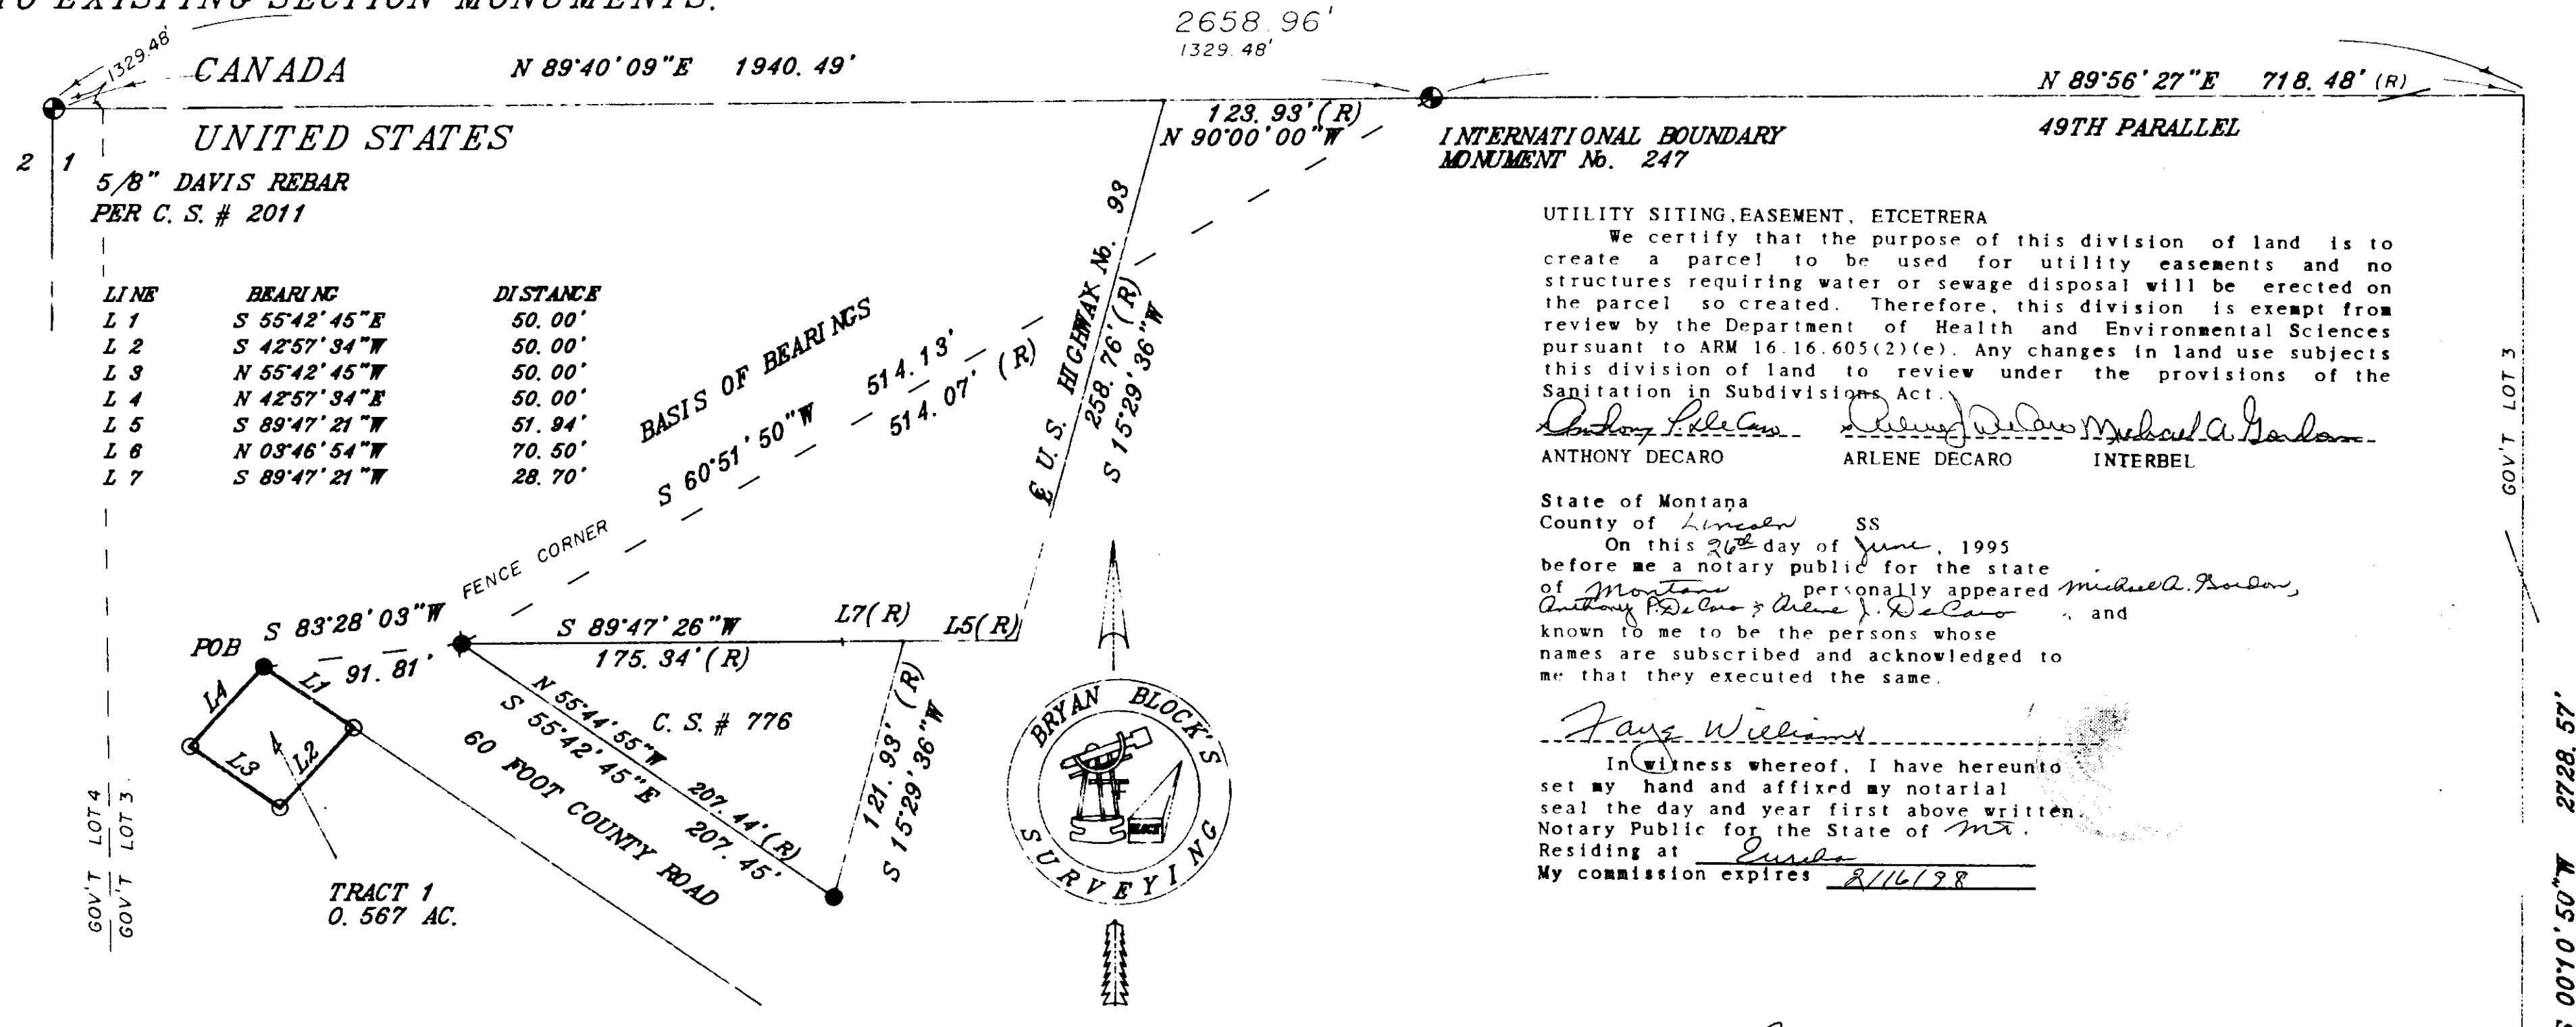 TO EXISTING SECTION MONUMENTS.
2658.96'
1329.48'
1329.48'
CANADA
N 89°40'09"E 1940.49'
N 89°56'27"E 718.48' (R)
UNITED STATES
123.93' (R)
N 90°00'00"W
INTERNATIONAL BOUNDARY
MONUMENT No. 247
49TH PARALLEL
2 1
5/8" DAVIS REBAR
PER C. S. # 2011
LINE BEARING DISTANCE
L 1 S 55°42'45"E 50.00'
L 2 S 42°57'34"W 50.00'
L 3 N 55°42'45"W 50.00'
L 4 N 42°57'34"E 50.00'
L 5 S 89°47'21"W 51.94'
L 6 N 03°46'54"W 70.50'
L 7 S 89°47'21"W 28.70'
BASIS OF BEARINGS
S 60°51'50"W 514.13'
514.07' (R)
U.S. HIGHWAY No. 93
258.76' (R)
S 15°29'36"W
FENCE CORNER
POB
S 83°28'03"W
91.81'
S 89°47'26"W
175.34' (R)
L7(R)
L5(R)
L1
L4
L3
L2
N 55°44'55"W 207.44' (R)
S 55°42'45"E 207.45'
60 FOOT COUNTY ROAD
C. S. # 776
121.93' (R)
S 15°29'36"W
GOV'T LOT 4
GOV'T LOT 3
TRACT 1
0.567 AC.
BRYAN BLOCK'S
SURVEYING
UTILITY SITING, EASEMENT, ETCETRERA
We certify that the purpose of this division of land is to
create a parcel to be used for utility easements and no
structures requiring water or sewage disposal will be erected on
the parcel so created. Therefore, this division is exempt from
review by the Department of Health and Environmental Sciences
pursuant to ARM 16.16.605(2)(e). Any changes in land use subjects
this division of land to review under the provisions of the
Sanitation in Subdivisions Act.
Anthony P. DeCaro Arlene J. DeCaro Michael A. Gordon
ANTHONY DECARO ARLENE DECARO INTERBEL
State of Montana
County of Lincoln SS
On this 26th day of June, 1995
before me a notary public for the state
of Montana personally appeared Michael A. Gordon,
Anthony P. DeCaro & Arlene J. DeCaro , and
known to me to be the persons whose
names are subscribed and acknowledged to
me that they executed the same.
Faye Williams
In witness whereof, I have hereunto
set my hand and affixed my notarial
seal the day and year first above written.
Notary Public for the State of MT.
Residing at Eureka
My commission expires 2/16/98
GOV'T LOT 3
00°10'50"W 2728.57'